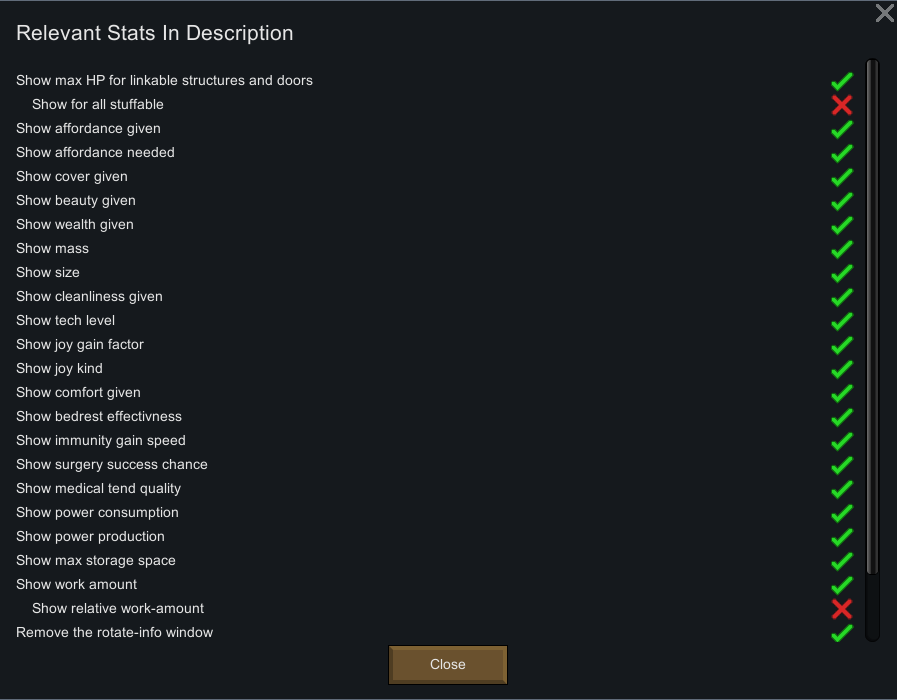 Relevant Stats In Description
Show max HP for linkable structures and doors
Show for all stuffable
Show affordance given
Show affordance needed
Show cover given
Show beauty given
Show wealth given
Show mass
Show size
Show cleanliness given
Show tech level
Show joy gain factor
Show joy kind
Show comfort given
Show bedrest effectivness
Show immunity gain speed
Show surgery success chance
Show medical tend quality
Show power consumption
Show power production
Show max storage space
Show work amount
Show relative work-amount
Remove the rotate-info window
Close